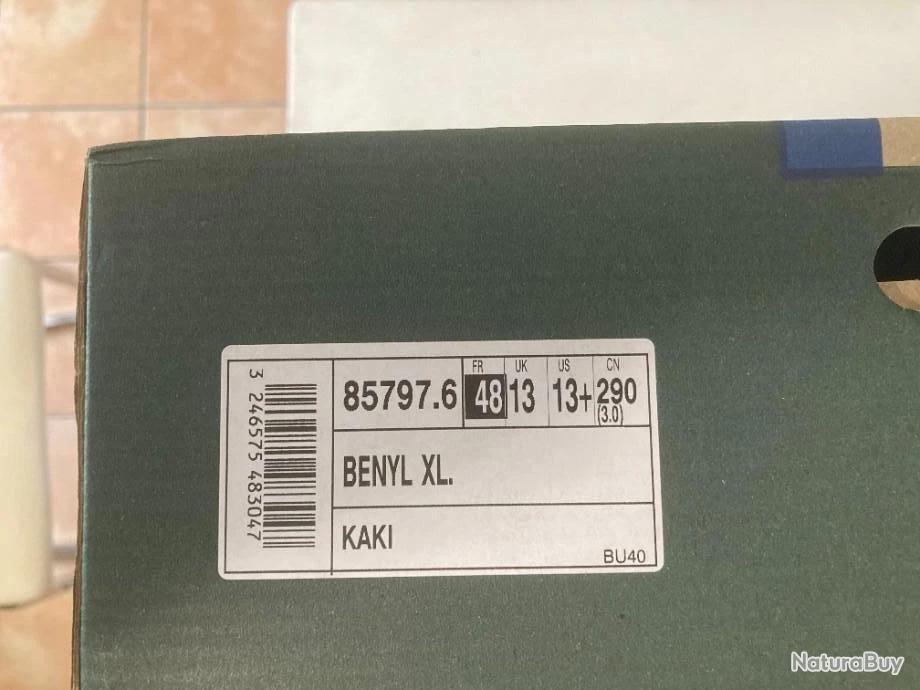 3 246575 483047
85797.6
FR UK US CN
48 13 13+ 290
(3.0)
BENYL XL.
KAKI
BU40
NaturaBuy